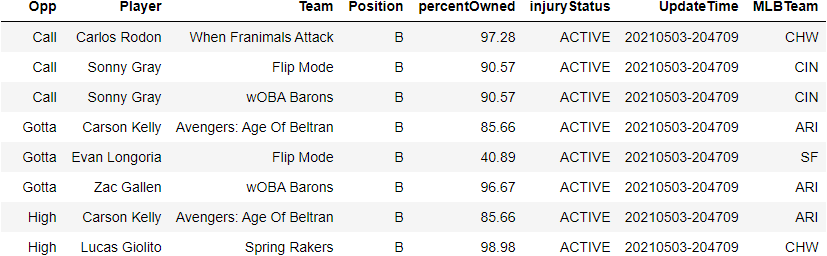 Opp Player Team Position percentOwned injuryStatus UpdateTime MLBTeam
Call Carlos Rodon When Franimals Attack B 97.28 ACTIVE 20210503-204709 CHW
Call Sonny Gray Flip Mode B 90.57 ACTIVE 20210503-204709 CIN
Call Sonny Gray wOBA Barons B 90.57 ACTIVE 20210503-204709 CIN
Gotta Carson Kelly Avengers: Age Of Beltran B 85.66 ACTIVE 20210503-204709 ARI
Gotta Evan Longoria Flip Mode B 40.89 ACTIVE 20210503-204709 SF
Gotta Zac Gallen wOBA Barons B 96.67 ACTIVE 20210503-204709 ARI
High Carson Kelly Avengers: Age Of Beltran B 85.66 ACTIVE 20210503-204709 ARI
High Lucas Giolito Spring Rakers B 98.98 ACTIVE 20210503-204709 CHW